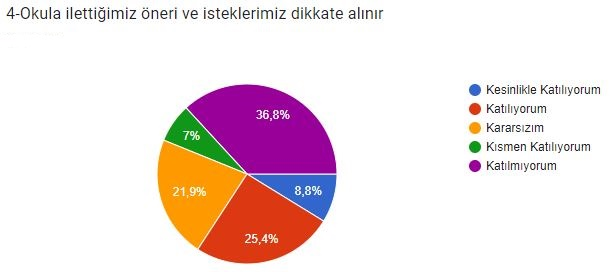 4-Okula ilettiğimiz öneri ve isteklerimiz dikkate alınır
Kesinlikle Katılıyorum
Katılıyorum
Kararsızım
Kısmen Katılıyorum
Katılmıyorum
36,8%
7%
8,8%
21,9%
25,4%